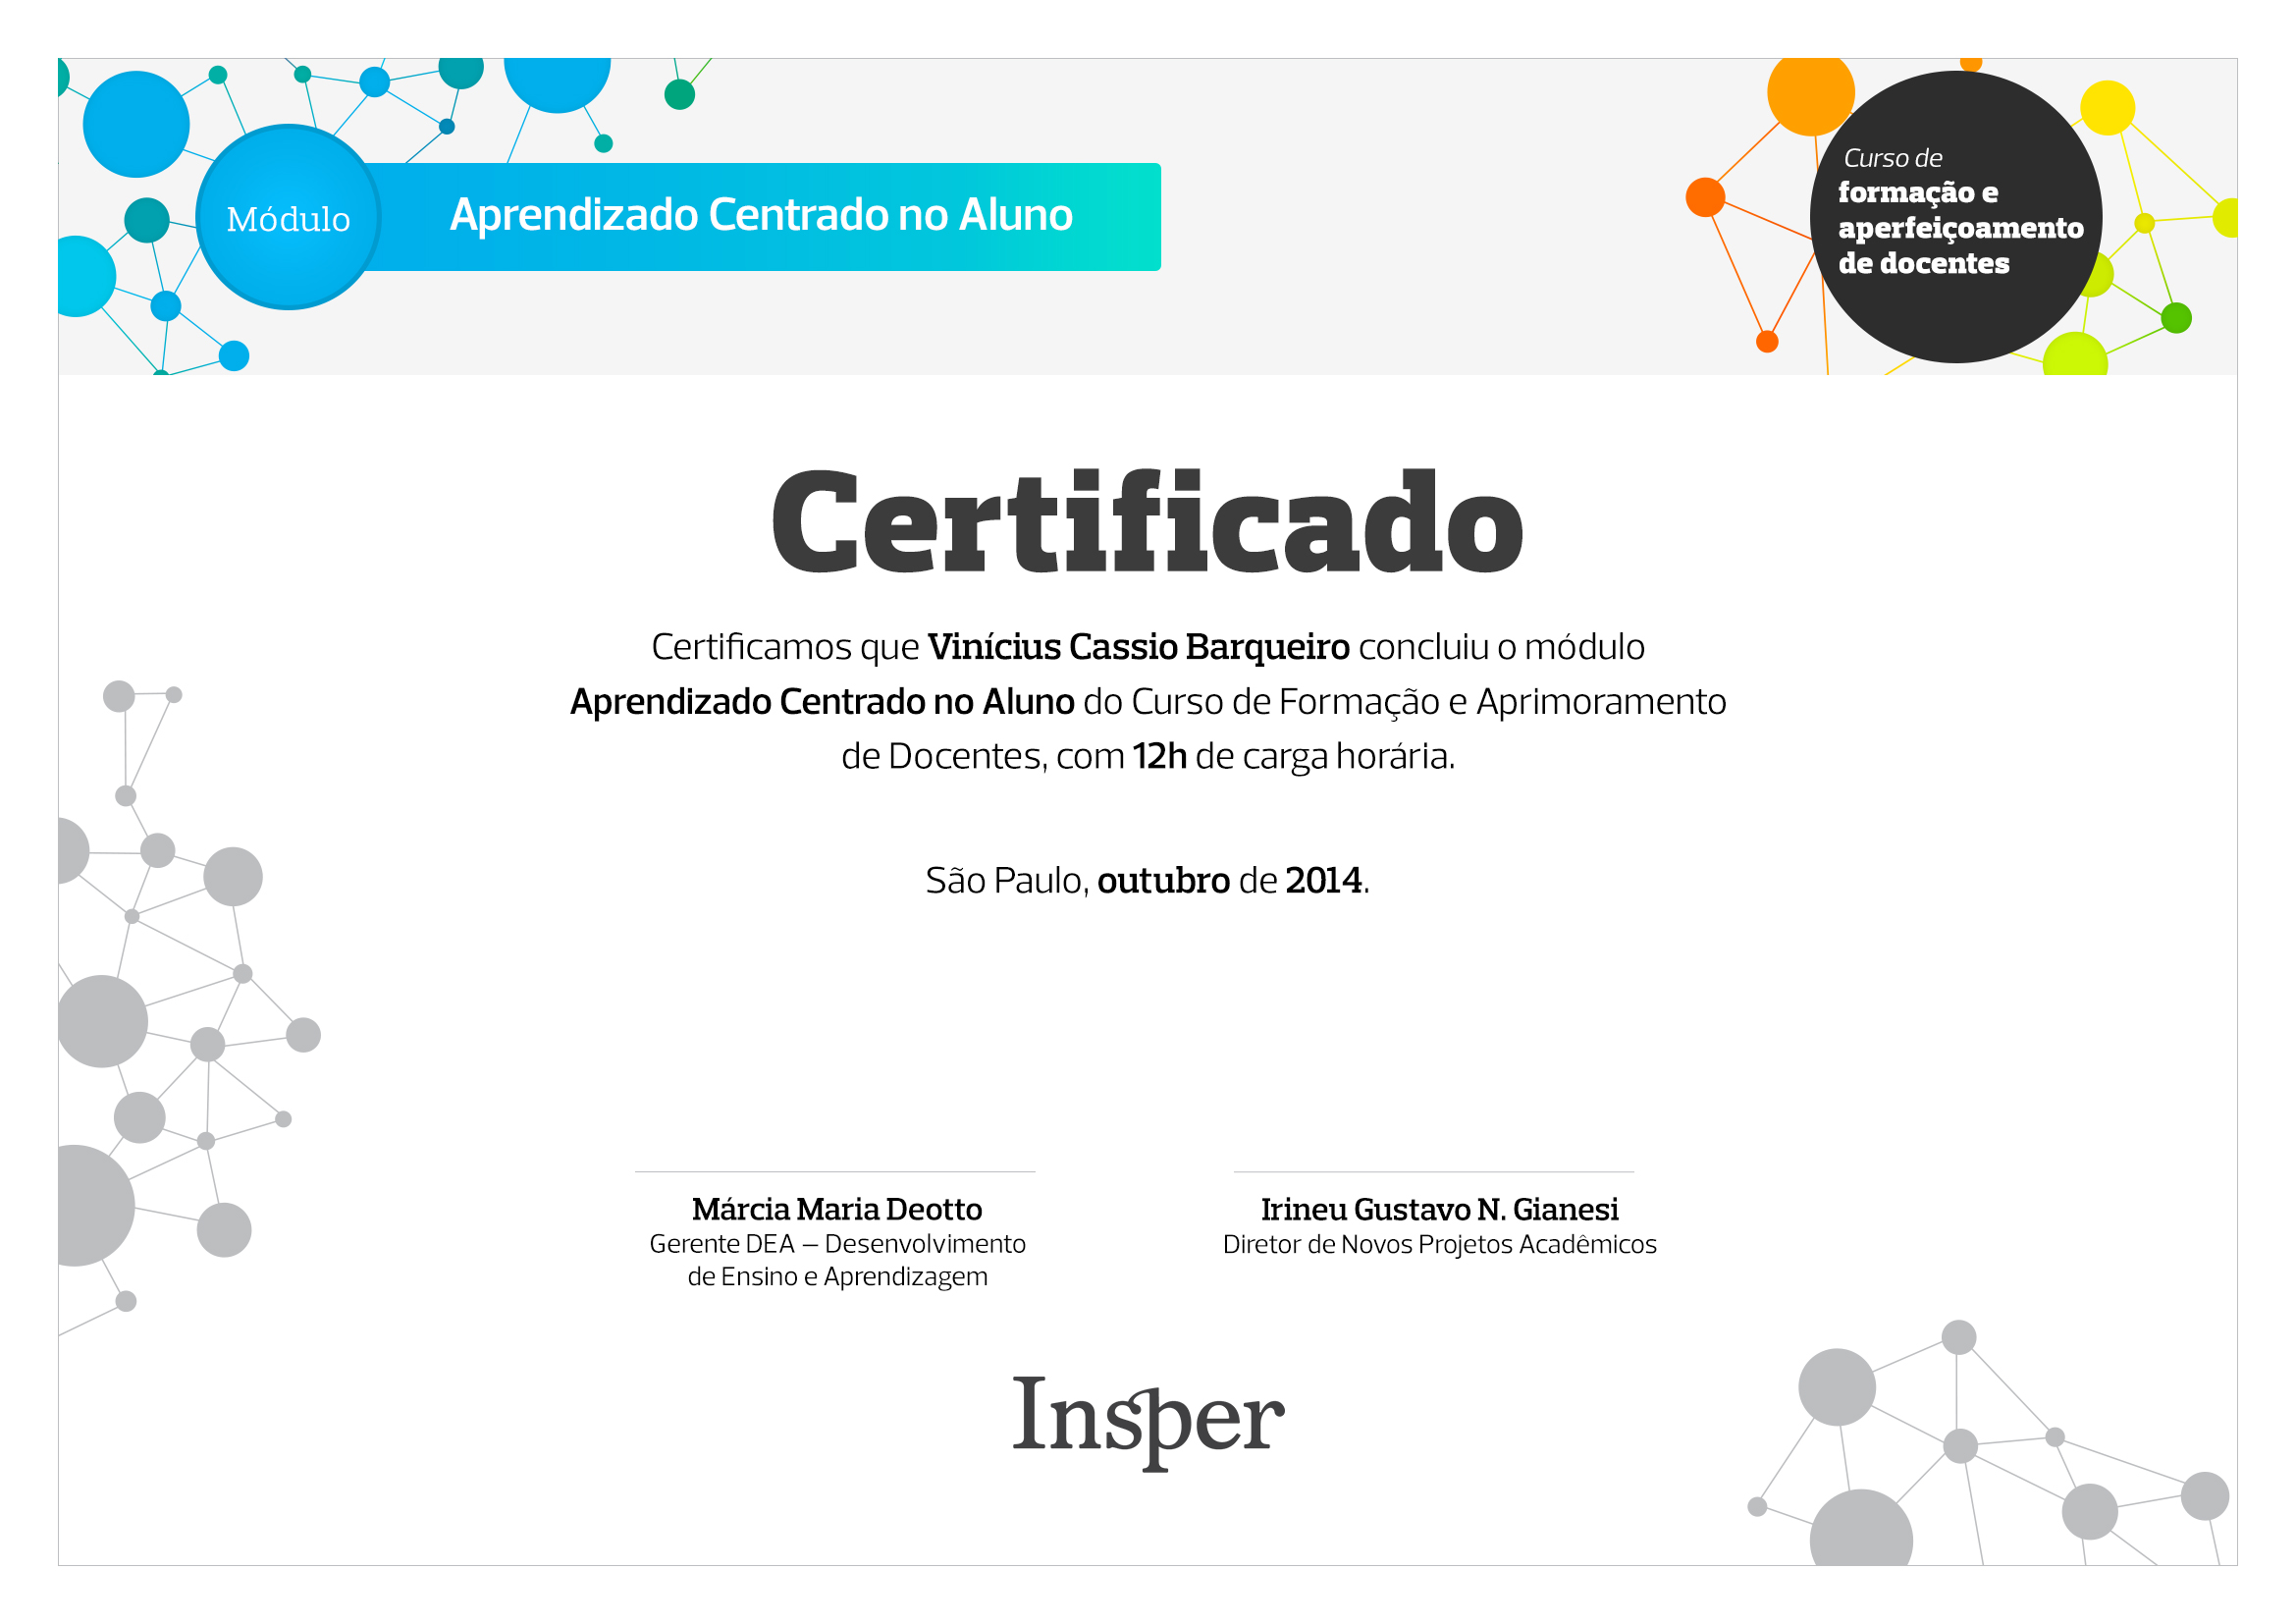 Módulo
Aprendizado Centrado no Aluno
Curso de
formação e
aperfeiçoamento
de docentes
Certificado
Certificamos que Vinícius Cassio Barqueiro concluiu o módulo
Aprendizado Centrado no Aluno do Curso de Formação e Aprimoramento
de Docentes, com 12h de carga horária.
São Paulo, outubro de 2014.
Márcia Maria Deotto
Gerente DEA – Desenvolvimento
de Ensino e Aprendizagem
Irineu Gustavo N. Gianesi
Diretor de Novos Projetos Acadêmicos
Insper